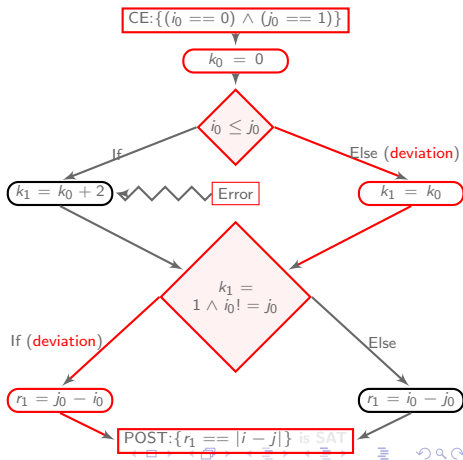 CE:{(i₀ == 0) ∧ (j₀ == 1)}
k₀ = 0
i₀ ≤ j₀
If
Else (deviation)
k₁ = k₀ + 2
Error
k₁ = k₀
k₁ =
1 ∧ i₀! = j₀
If (deviation)
Else
r₁ = j₀ − i₀
r₁ = i₀ − j₀
POST:{r₁ == |i − j|} is SAT